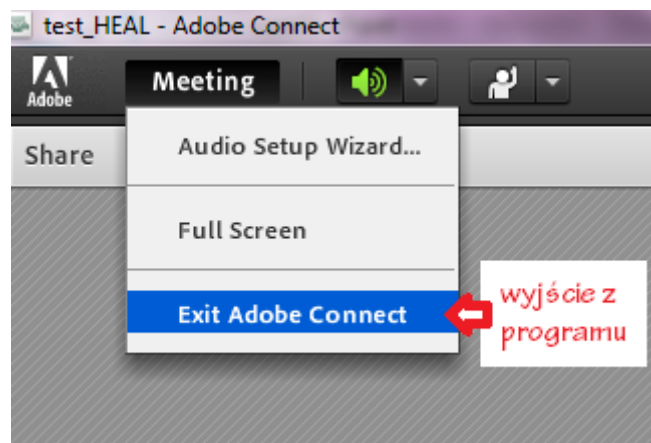 test_HEAL - Adobe Connect
Adobe
Meeting
Share
Audio Setup Wizard...
Full Screen
Exit Adobe Connect
wyjście z
programu